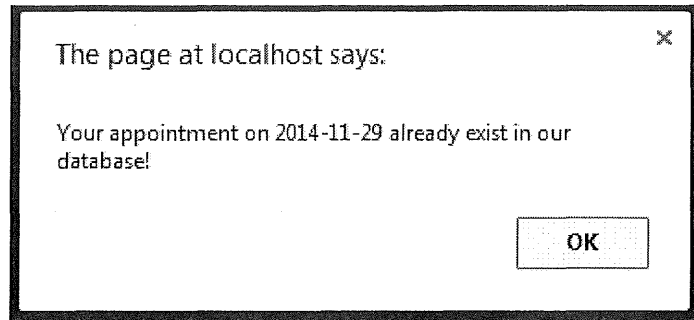 The page at localhost says:
Your appointment on 2014-11-29 already exist in our
database!
OK